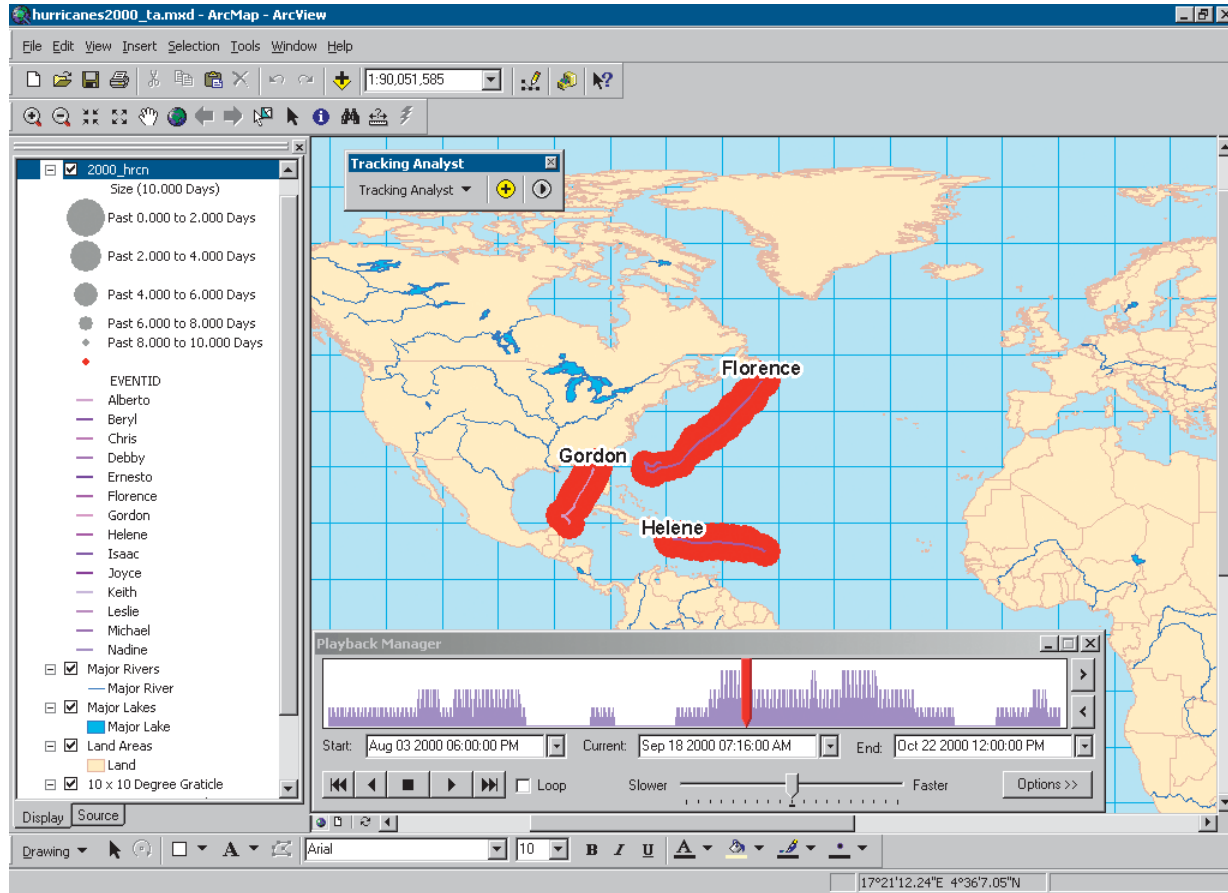 hurricanes2000_ta.mxd - ArcMap - ArcView
File Edit View Insert Selection Tools Window Help
1:90,051,585
2000_hrcn
Size (10.000 Days)
Past 0.000 to 2.000 Days
Past 2.000 to 4.000 Days
Past 4.000 to 6.000 Days
Past 6.000 to 8.000 Days
Past 8.000 to 10.000 Days
EVENTID
Alberto
Beryl
Chris
Debby
Ernesto
Florence
Gordon
Helene
Isaac
Joyce
Keith
Leslie
Michael
Nadine
Major Rivers
Major River
Major Lakes
Major Lake
Land Areas
Land
10 x 10 Degree Graticle
Display Source
Tracking Analyst
Tracking Analyst
Florence
Gordon
Helene
Playback Manager
Start: Aug 03 2000 06:00:00 PM Current: Sep 18 2000 07:16:00 AM End: Oct 22 2000 12:00:00 PM
Loop Slower Faster Options >>
Drawing A Arial 10 B I U A
17°21'12.24"E 4°36'7.05"N